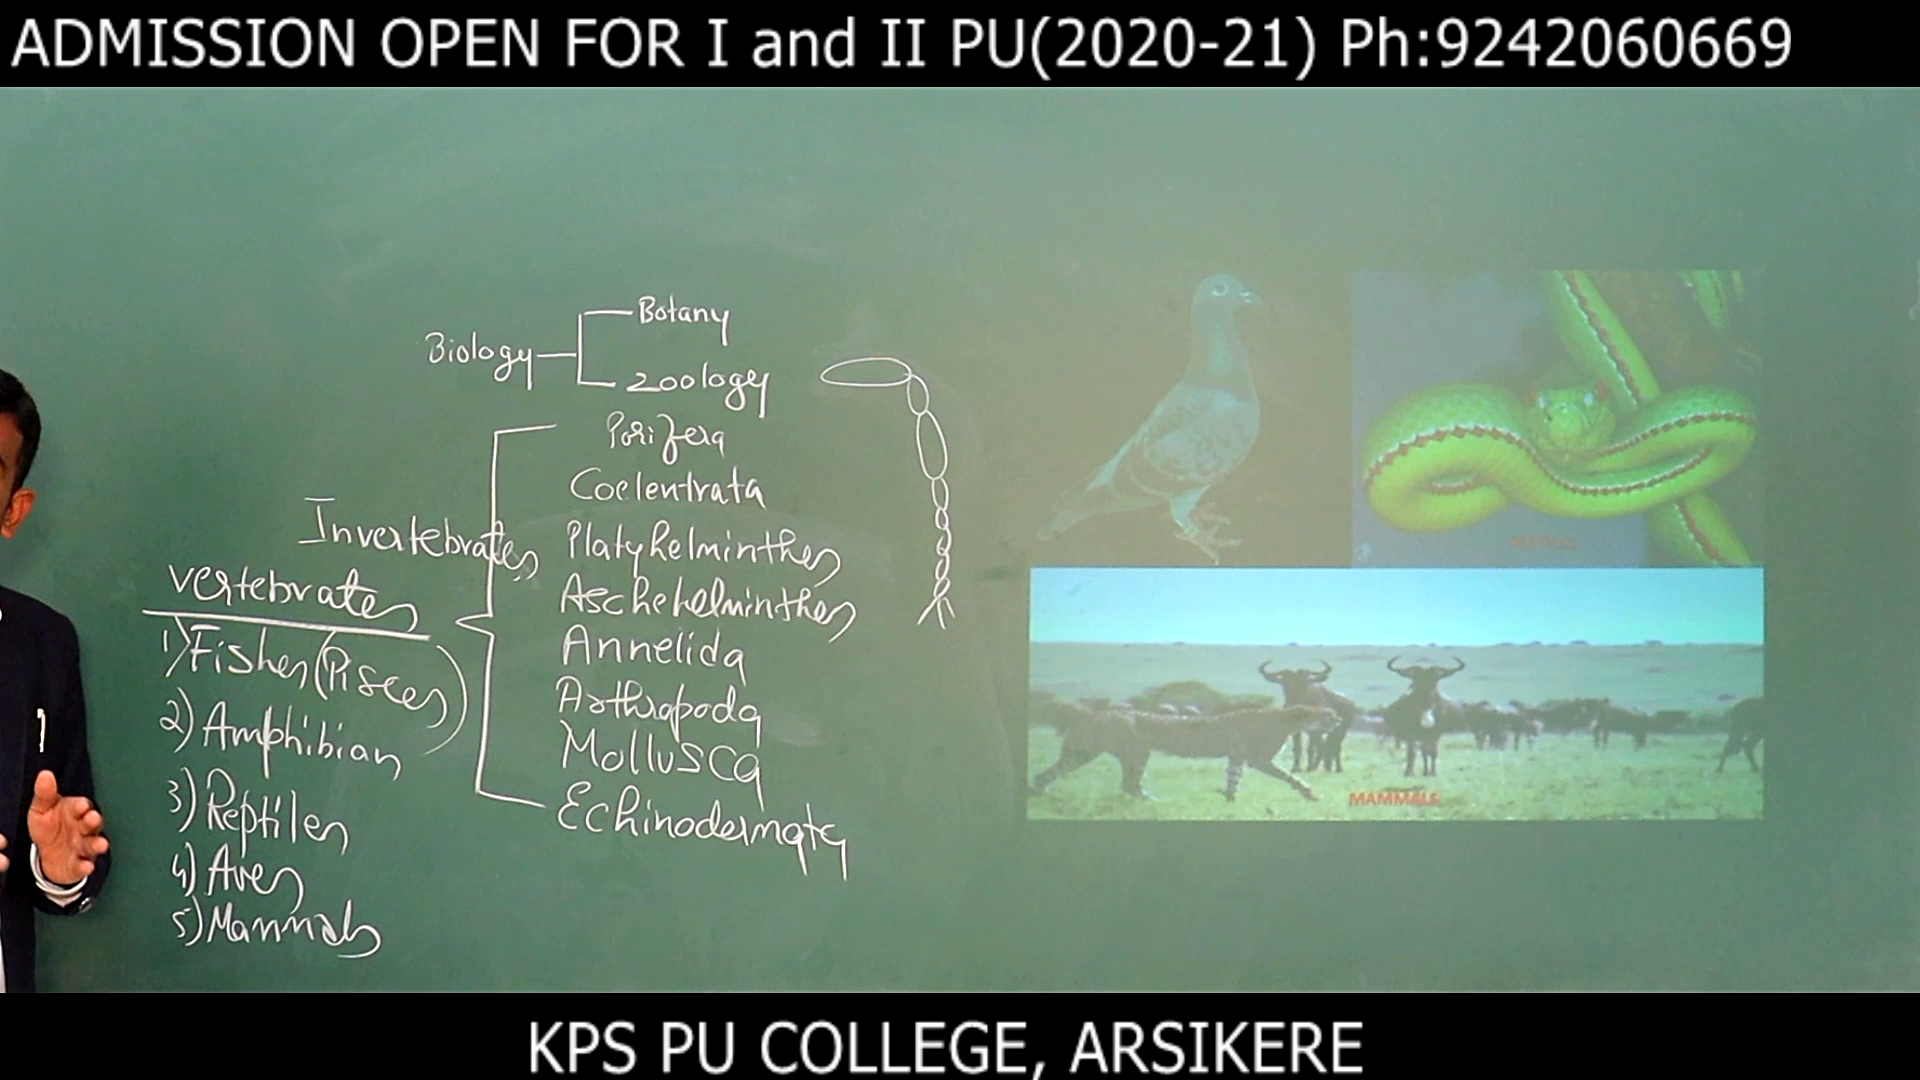 ADMISSION OPEN FOR I and II PU(2020-21) Ph:9242060669
Biology
Botany
Zoology
Invertebrates
Porifera
Coelentrata
Platyhelminthes
Aschehelminthes
Annelida
Arthropoda
Mollusca
Echinodermata
vertebrates
1) Fishes (Pisces)
2) Amphibian
3) Reptiles
4) Aves
5) Mammals
MAMMALS
KPS PU COLLEGE, ARSIKERE